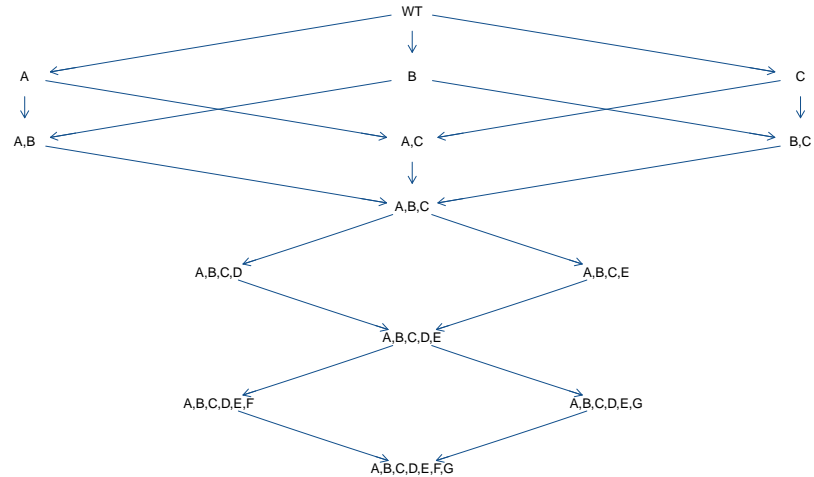 WT
A
B
C
A,B
A,C
B,C
A,B,C
A,B,C,D
A,B,C,E
A,B,C,D,E
A,B,C,D,E,F
A,B,C,D,E,G
A,B,C,D,E,F,G